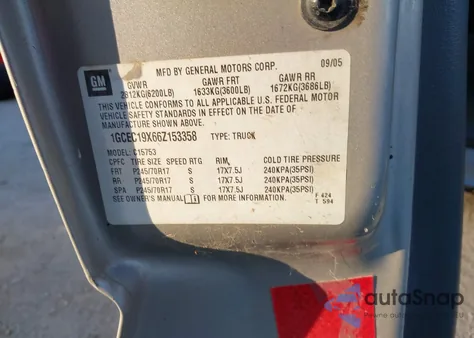 GM
MFD BY GENERAL MOTORS CORP. 09/05
GVWR GAWR FRT GAWR RR
2812KG(6200LB) 1633KG(3600LB) 1672KG(3686LB)
THIS VEHICLE CONFORMS TO ALL APPLICABLE U.S. FEDERAL MOTOR
VEHICLE SAFETY STANDARDS IN EFFECT ON THE DATE OF
MANUFACTURE SHOWN ABOVE.
1GCEC19X66Z153358 TYPE: TRUCK
MODEL: C15753
CPFC TIRE SIZE SPEED RTG RIM COLD TIRE PRESSURE
FRT P245/70R17 S 17X7.5J 240KPA(35PSI)
RR P245/70R17 S 17X7.5J 240KPA(35PSI)
SPA P245/70R17 S 17X7.5J 240KPA(35PSI)
SEE OWNER'S MANUAL FOR MORE INFORMATION. F 424
T 594
autoSnap